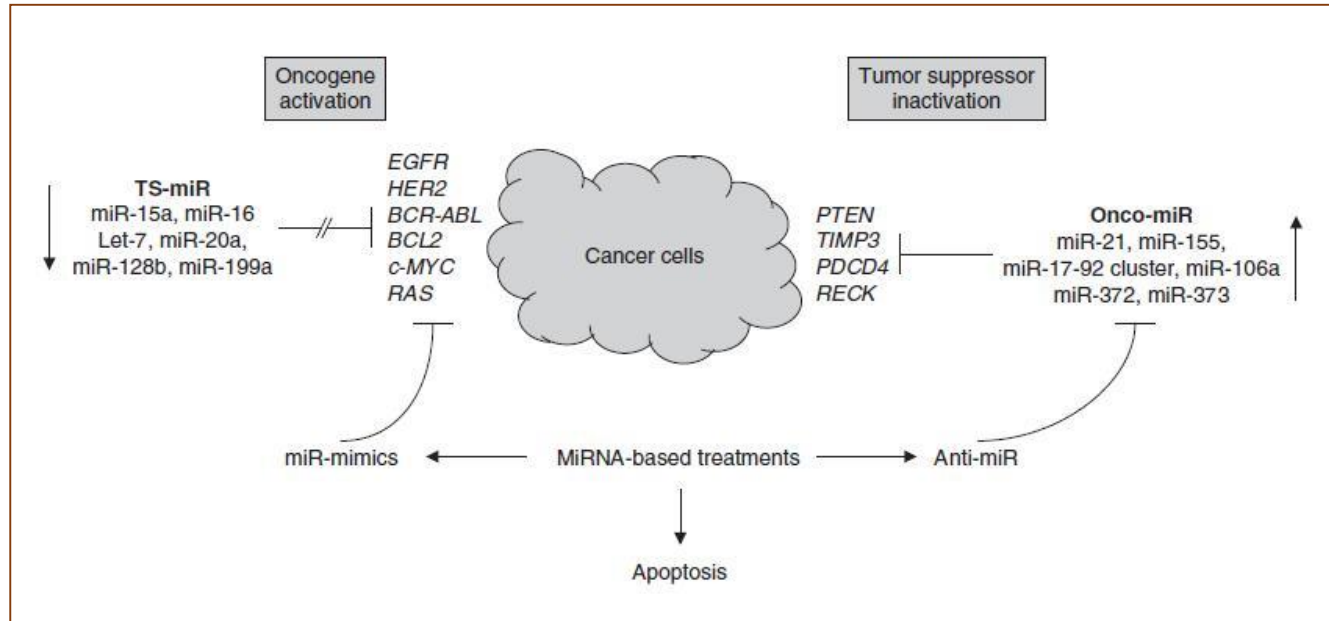 Oncogene
activation
Tumor suppressor
inactivation
TS-miR
miR-15a, miR-16
Let-7, miR-20a,
miR-128b, miR-199a
EGFR
HER2
BCR-ABL
BCL2
c-MYC
RAS
Cancer cells
PTEN
TIMP3
PDCD4
RECK
Onco-miR
miR-21, miR-155,
miR-17-92 cluster, miR-106a
miR-372, miR-373
miR-mimics
MiRNA-based treatments
Anti-miR
Apoptosis